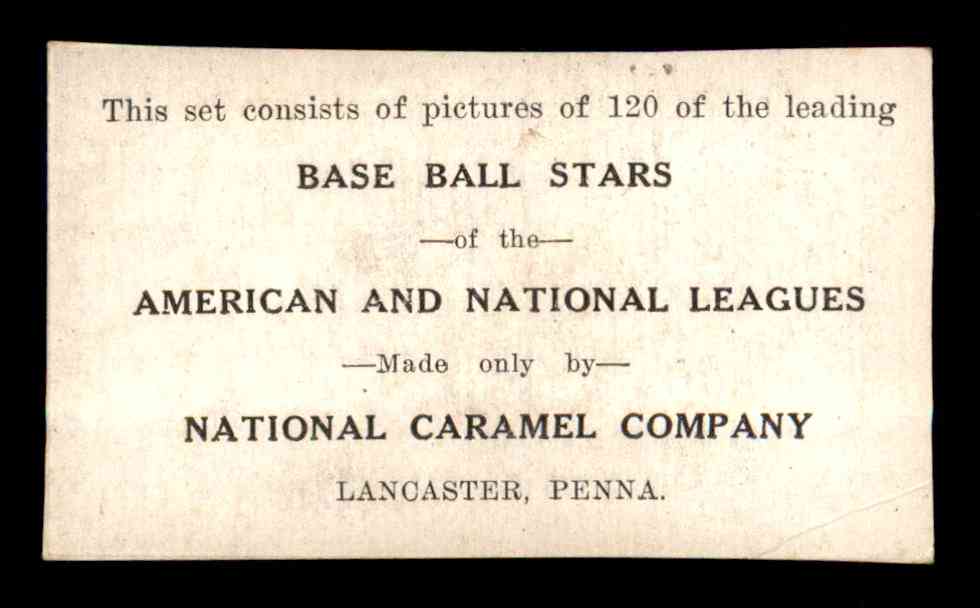 This set consists of pictures of 120 of the leading
BASE BALL STARS
—of the—
AMERICAN AND NATIONAL LEAGUES
—Made only by—
NATIONAL CARAMEL COMPANY
LANCASTER, PENNA.